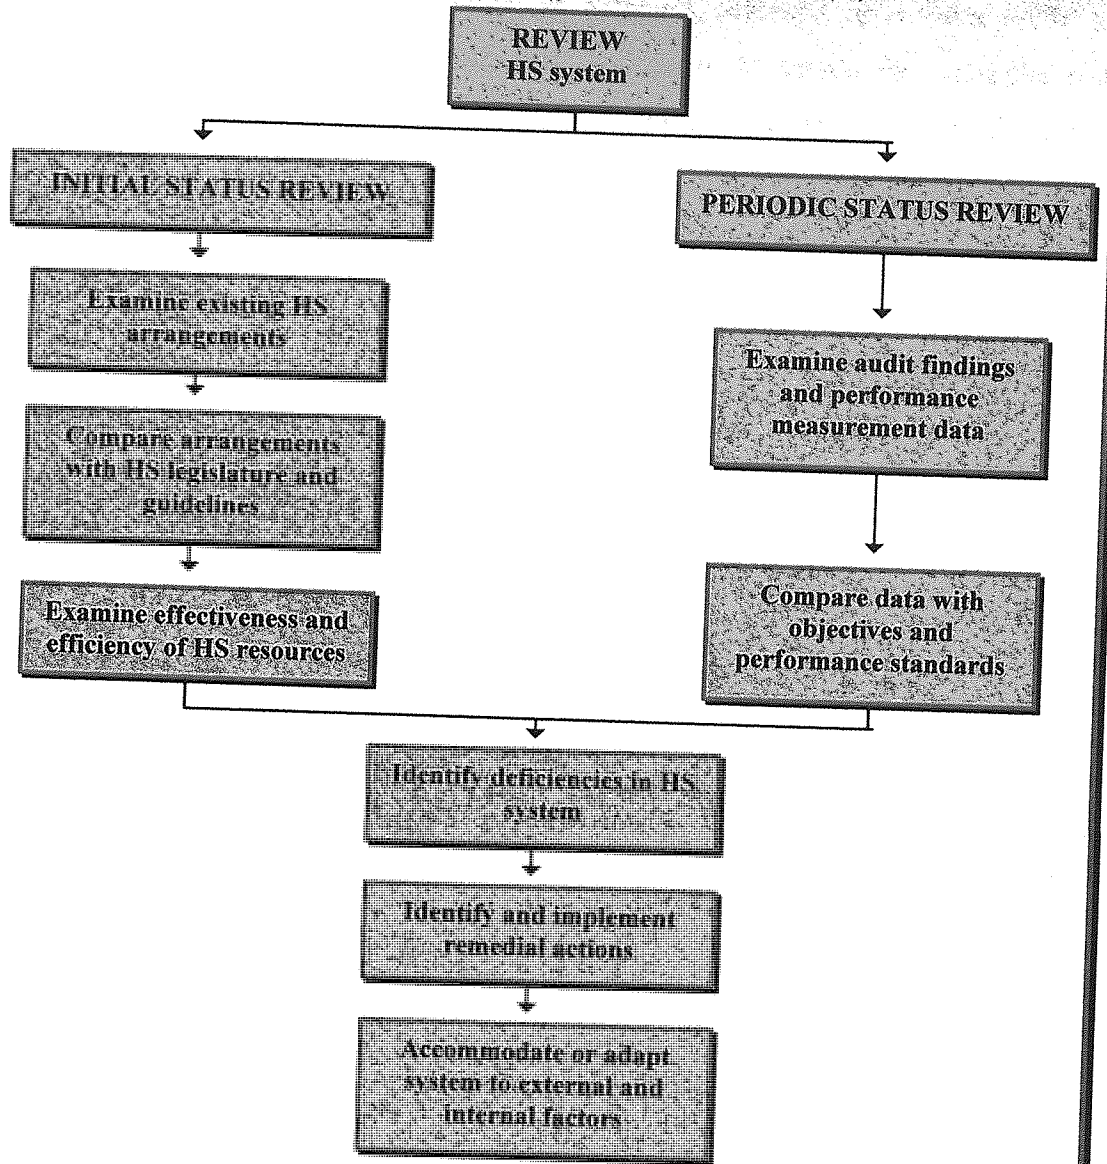 REVIEW
HS system
INITIAL STATUS REVIEW
PERIODIC STATUS REVIEW
Examine existing HS
arrangements
Examine audit findings
and performance
measurement data
Compare arrangements
with HS legislature and
guidelines
Examine effectiveness and
efficiency of HS resources
Compare data with
objectives and
performance standards
Identify deficiencies in HS
system
Identify and implement
remedial actions
Accommodate or adapt
system to external and
internal factors